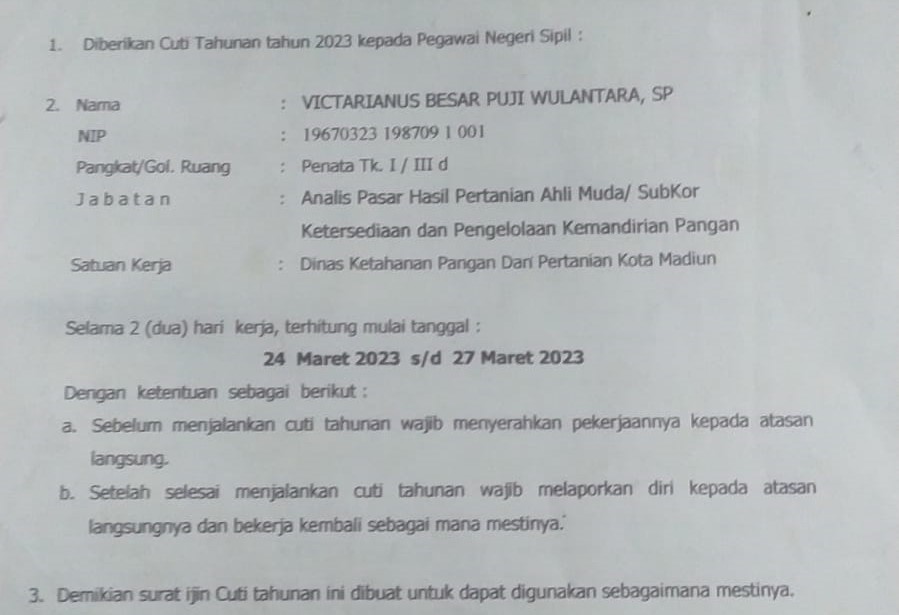 1. Diberikan Cuti Tahunan tahun 2023 kepada Pegawai Negeri Sipil :
2. Nama : VICTARIANUS BESAR PUJI WULANTARA, SP
NIP : 19670323 198709 1 001
Pangkat/Gol. Ruang : Penata Tk. I / III d
J a b a t a n : Analis Pasar Hasil Pertanian Ahli Muda/ SubKor
Ketersediaan dan Pengelolaan Kemandirian Pangan
Satuan Kerja : Dinas Ketahanan Pangan Dan Pertanian Kota Madiun
Selama 2 (dua) hari kerja, terhitung mulai tanggal :
24 Maret 2023 s/d 27 Maret 2023
Dengan ketentuan sebagai berikut :
a. Sebelum menjalankan cuti tahunan wajib menyerahkan pekerjaannya kepada atasan
langsung.
b. Setelah selesai menjalankan cuti tahunan wajib melaporkan diri kepada atasan
langsungnya dan bekerja kembali sebagai mana mestinya.
3. Demikian surat ijin Cuti tahunan ini dibuat untuk dapat digunakan sebagaimana mestinya.